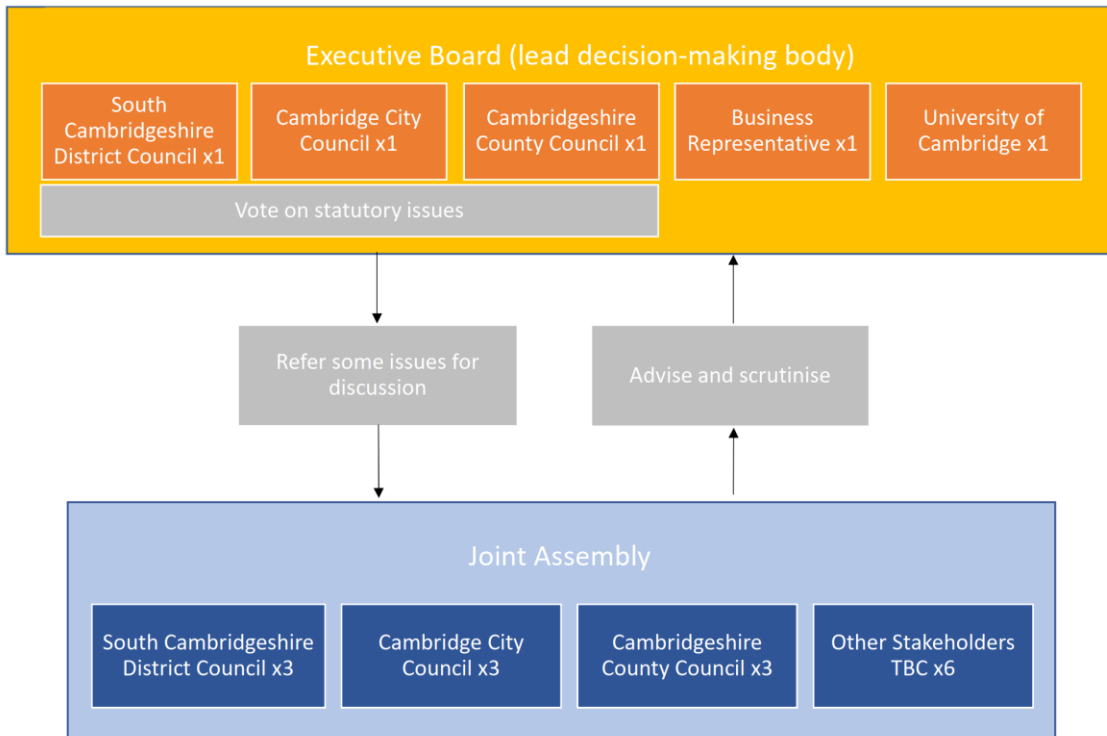 Executive Board (lead decision-making body)
South
Cambridgeshire
District Council x1
Cambridge City
Council x1
Cambridgeshire
County Council x1
Business
Representative x1
University of
Cambridge x1
Vote on statutory issues
Refer some issues for
discussion
Advise and scrutinise
Joint Assembly
South Cambridgeshire
District Council x3
Cambridge City
Council x3
Cambridgeshire
County Council x3
Other Stakeholders
TBC x6